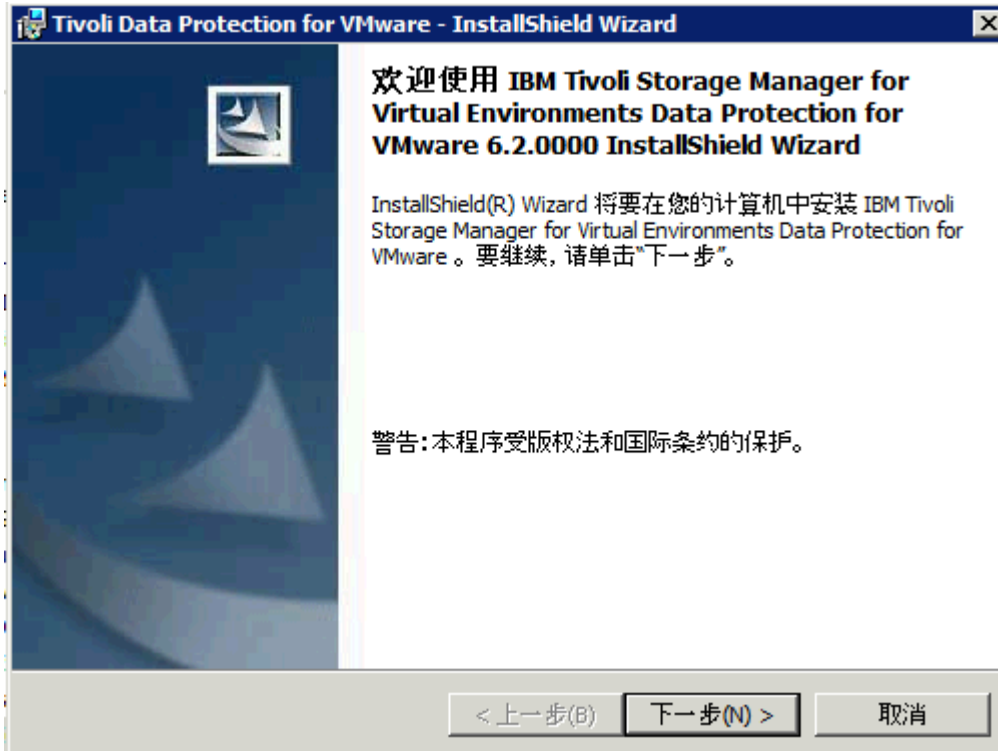 Tivoli Data Protection for VMware - InstallShield Wizard
欢迎使用 IBM Tivoli Storage Manager for
Virtual Environments Data Protection for
VMware 6.2.0000 InstallShield Wizard
InstallShield(R) Wizard 将要在您的计算机中安装 IBM Tivoli
Storage Manager for Virtual Environments Data Protection for
VMware 。要继续, 请单击“下一步”。
警告:本程序受版权法和国际条约的保护。
< 上一步(B)
下一步(N) >
取消